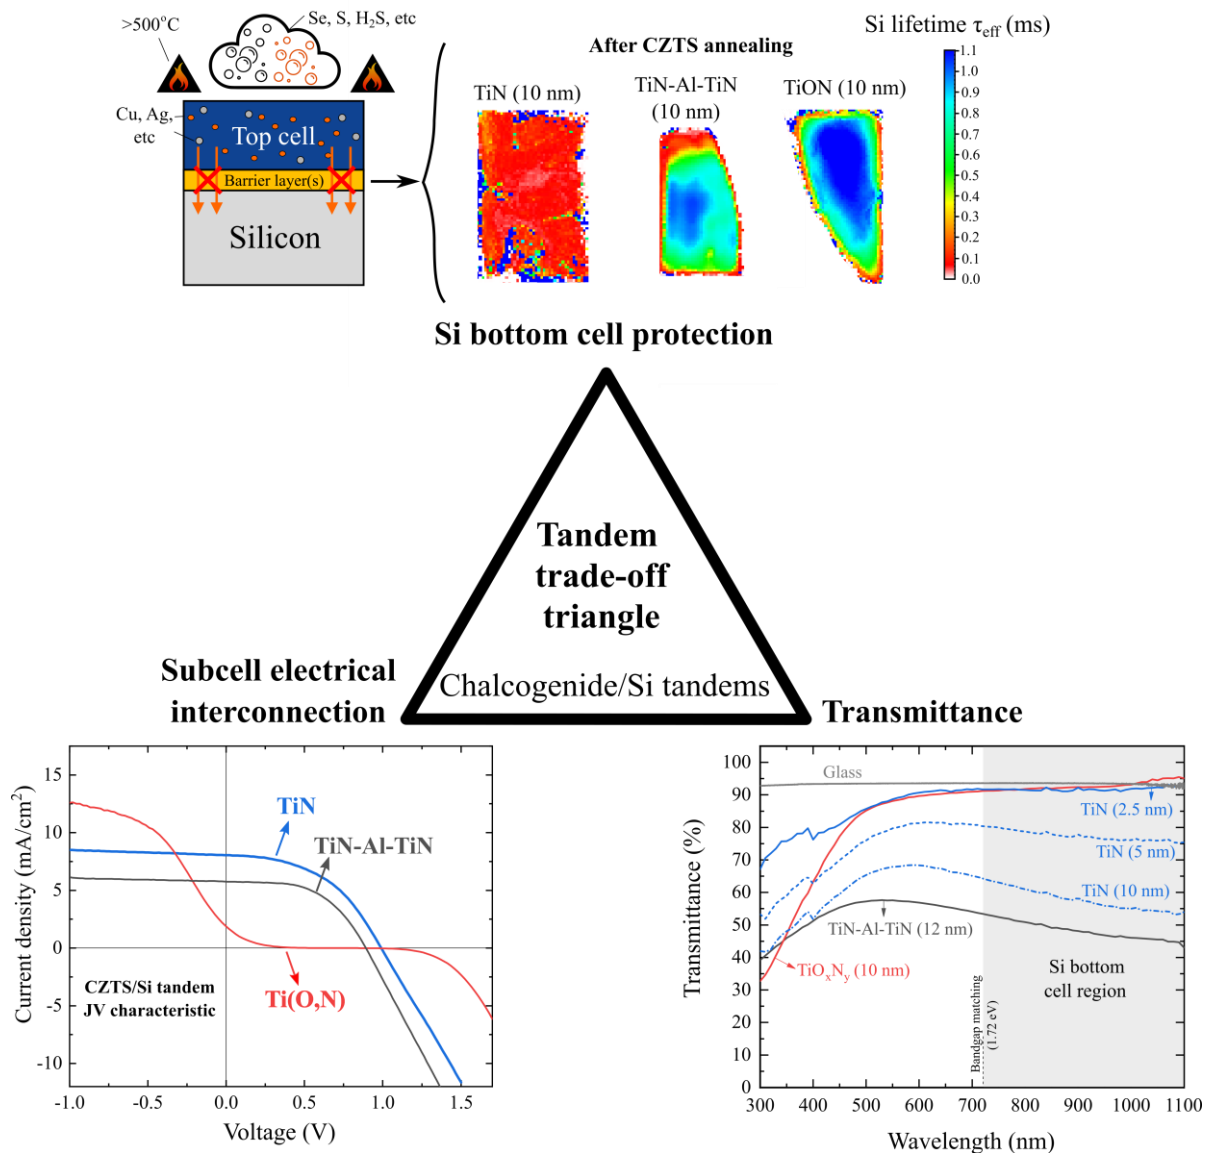 >500°C
Se, S, H₂S, etc
Cu, Ag,
etc
Top cell
Barrier layer(s)
Silicon
After CZTS annealing
TiN (10 nm)
TiN-Al-TiN
(10 nm)
TiON (10 nm)
Si lifetime τeff (ms)
1.1
1.0
0.9
0.8
0.7
0.6
0.5
0.4
0.3
0.2
0.1
0.0
Si bottom cell protection
Tandem
trade-off
triangle
Chalcogenide/Si tandems
Subcell electrical
interconnection
Transmittance
Current density (mA/cm²)
15
10
5
0
-5
-10
TiN
TiN-Al-TiN
Ti(O,N)
CZTS/Si tandem
JV characteristic
-1.0
-0.5
0.0
0.5
1.0
1.5
Voltage (V)
Transmittance (%)
100
90
80
70
60
50
40
30
20
10
0
Glass
TiN (2.5 nm)
TiN (5 nm)
TiN (10 nm)
TiN-Al-TiN (12 nm)
TiOₓNᵧ (10 nm)
Si bottom
cell region
Bandgap matching
(1.72 eV)
300
400
500
600
700
800
900
1000
1100
Wavelength (nm)